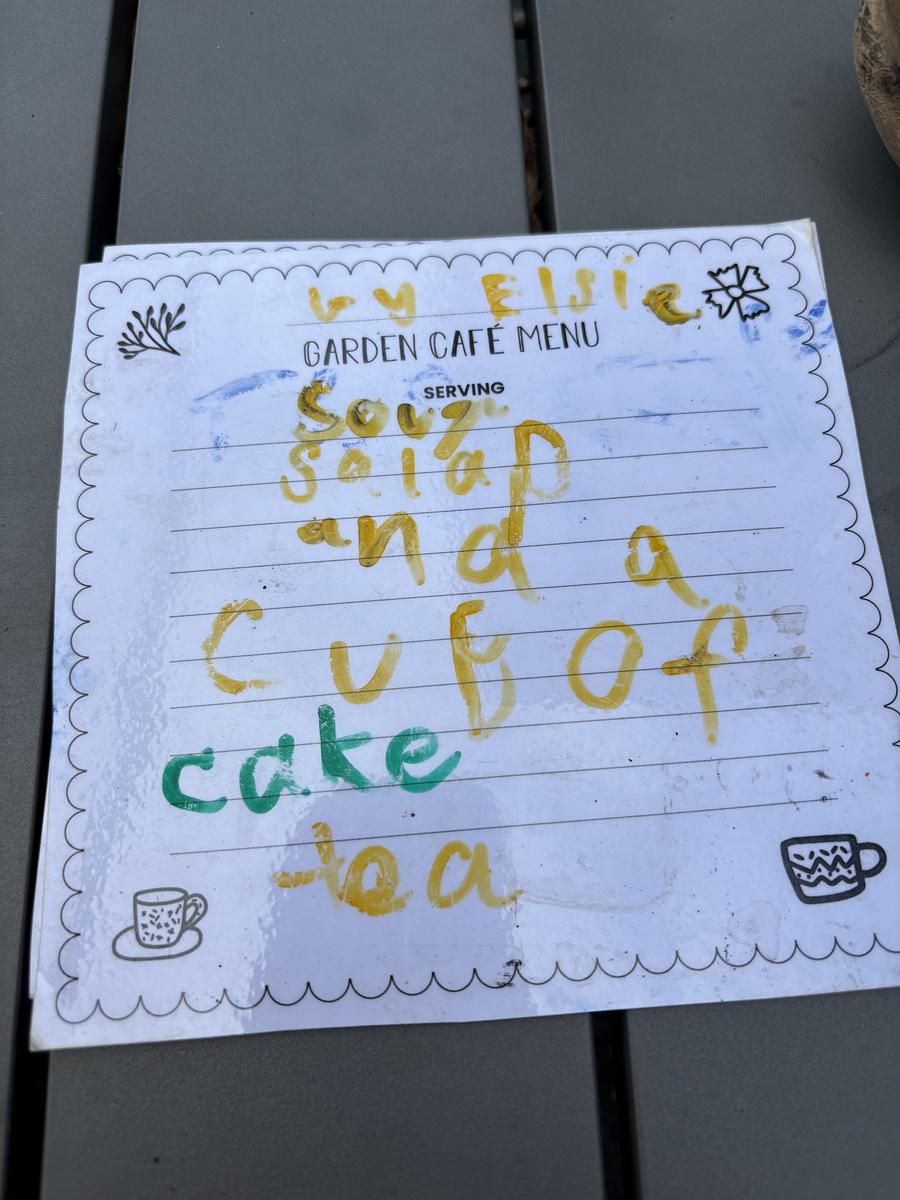 by Elsie
GARDEN CAFÉ MENU
SERVING
Soup
Salad
and a
cup of
cake
tea